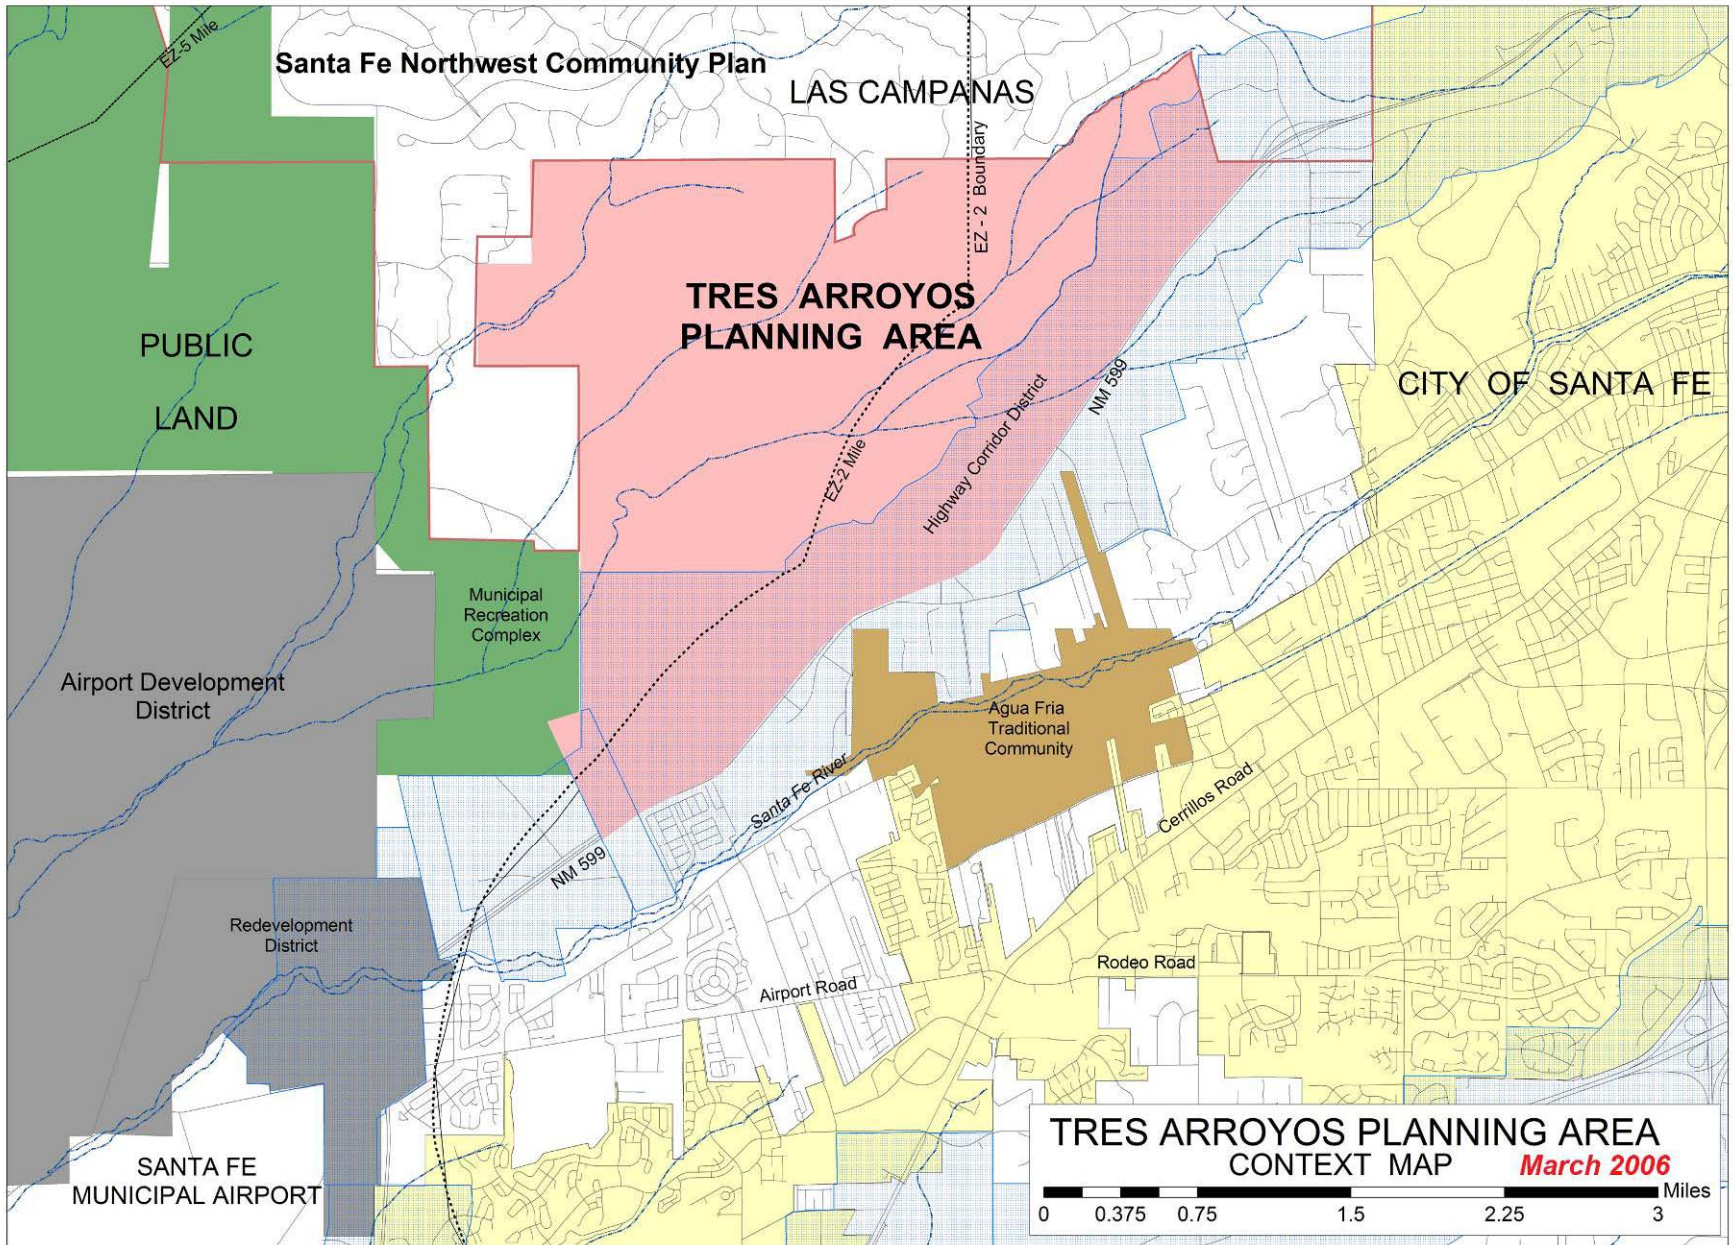 EZ-5 Mile
Santa Fe Northwest Community Plan
LAS CAMPANAS
EZ - 2 Boundary
TRES ARROYOS
PLANNING AREA
PUBLIC
LAND
CITY OF SANTA FE
NM 599
Highway Corridor District
EZ-2 Mile
Municipal
Recreation
Complex
Airport Development
District
Agua Fria
Traditional
Community
Santa Fe River
Cerrillos Road
NM 599
Redevelopment
District
Rodeo Road
Airport Road
SANTA FE
MUNICIPAL AIRPORT
TRES ARROYOS PLANNING AREA
CONTEXT MAP March 2006
Miles
0 0.375 0.75 1.5 2.25 3